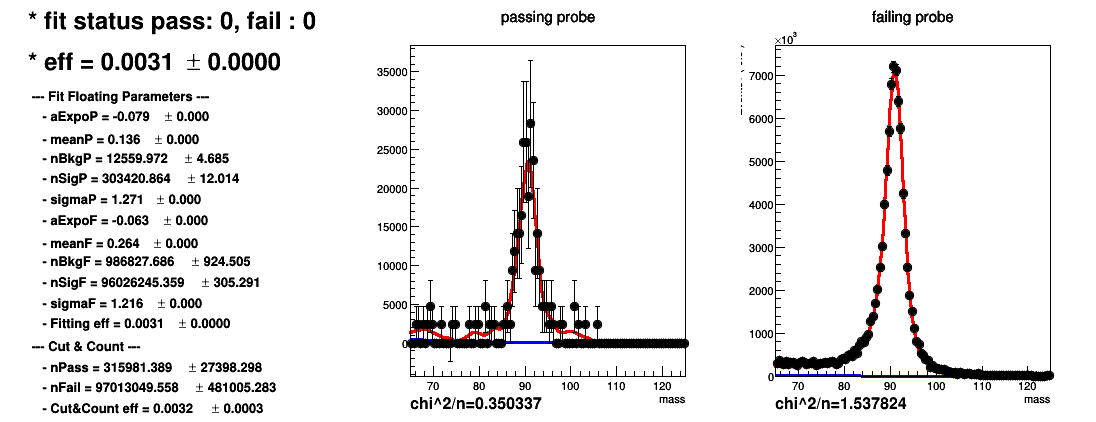 * fit status pass: 0, fail : 0
* eff = 0.0031 ± 0.0000
--- Fit Floating Parameters ---
- aExpoP = -0.079 ± 0.000
- meanP = 0.136 ± 0.000
- nBkgP = 12559.972 ± 4.685
- nSigP = 303420.864 ± 12.014
- sigmaP = 1.271 ± 0.000
- aExpoF = -0.063 ± 0.000
- meanF = 0.264 ± 0.000
- nBkgF = 986827.686 ± 924.505
- nSigF = 96026245.359 ± 305.291
- sigmaF = 1.216 ± 0.000
- Fitting eff = 0.0031 ± 0.0000
--- Cut & Count ---
- nPass = 315981.389 ± 27398.298
- nFail = 97013049.558 ± 481005.283
- Cut&Count eff = 0.0032 ± 0.0003
passing probe
35000
30000
25000
20000
15000
10000
5000
0
70 80 90 100 110 120
mass
chi^2/n=0.350337
failing probe
×10³
7000
6000
5000
4000
3000
2000
1000
0
70 80 90 100 110 120
mass
chi^2/n=1.537824